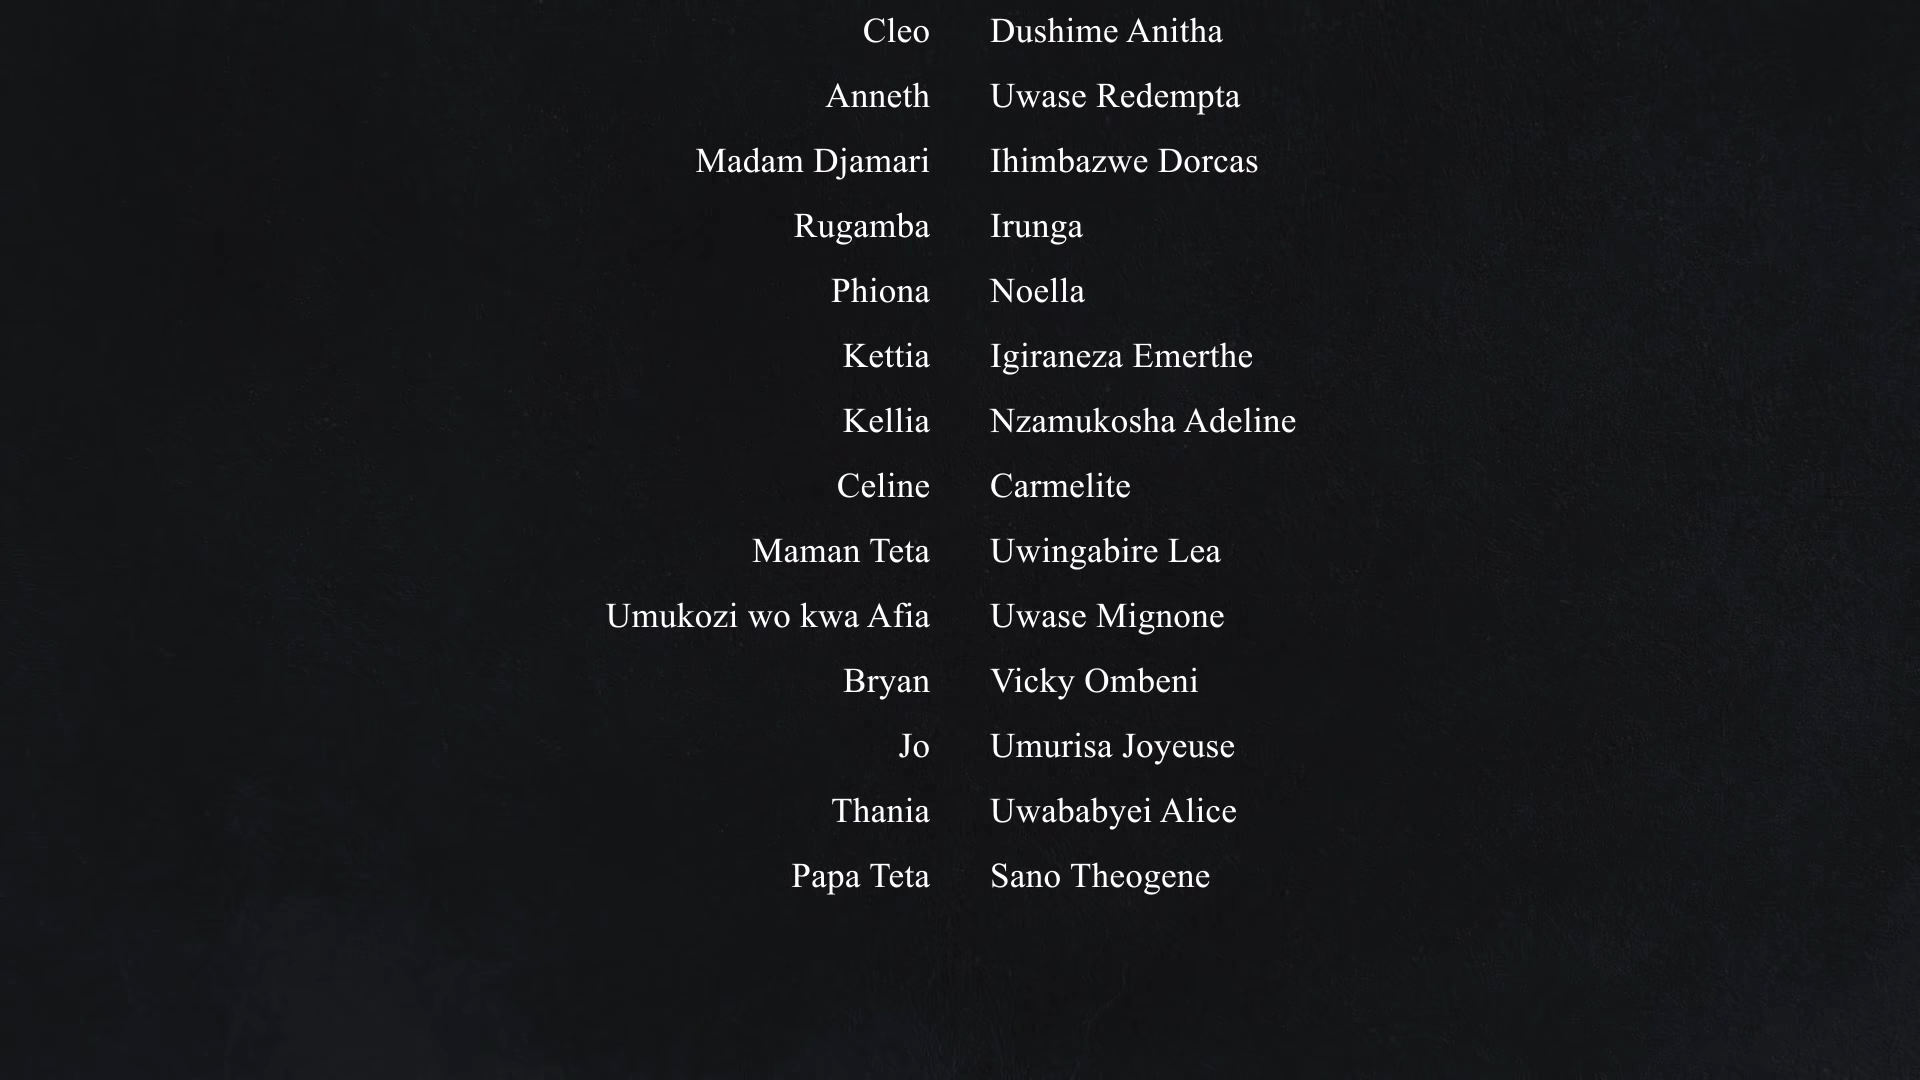 Cleo Dushime Anitha
Anneth Uwase Redempta
Madam Djamari Ihimbazwe Dorcas
Rugamba Irunga
Phiona Noella
Kettia Igiraneza Emerthe
Kellia Nzamukosha Adeline
Celine Carmelite
Maman Teta Uwingabire Lea
Umukozi wo kwa Afia Uwase Mignone
Bryan Vicky Ombeni
Jo Umurisa Joyeuse
Thania Uwababyei Alice
Papa Teta Sano Theogene